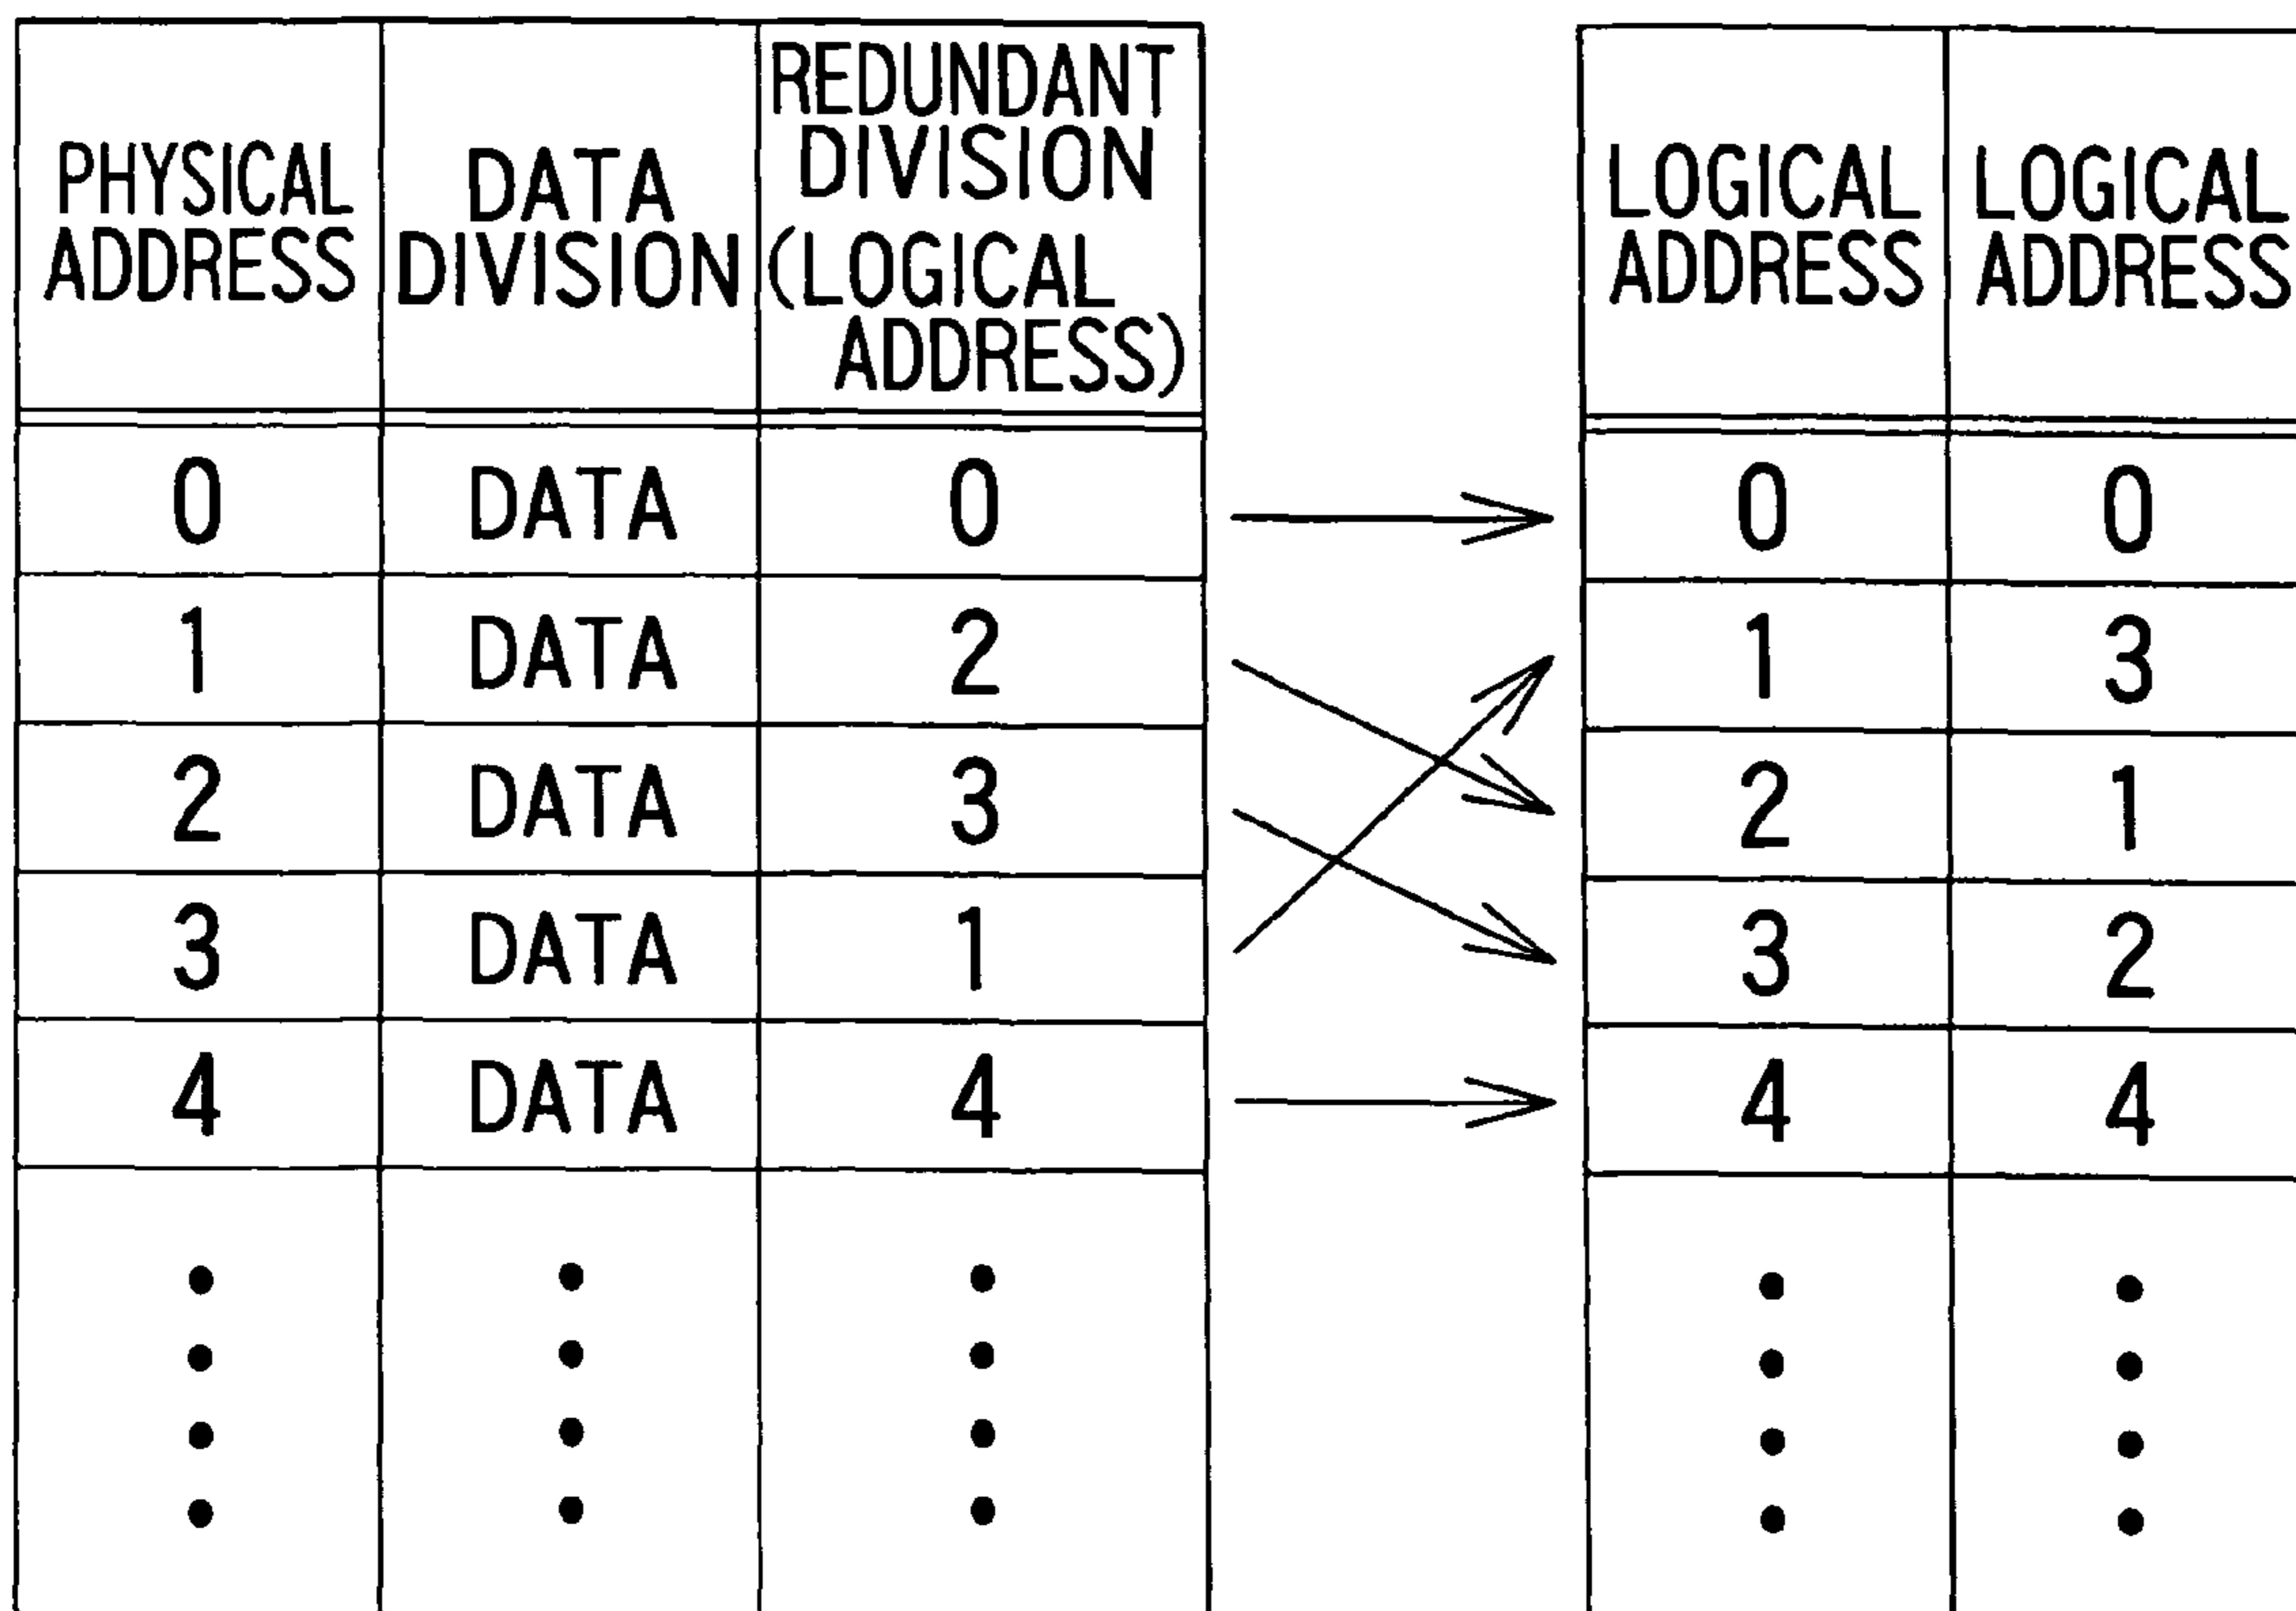 PHYSICAL ADDRESS | DATA DIVISION | REDUNDANT DIVISION (LOGICAL ADDRESS)
0 | DATA | 0
1 | DATA | 2
2 | DATA | 3
3 | DATA | 1
4 | DATA | 4
LOGICAL ADDRESS | LOGICAL ADDRESS
0 | 0
1 | 3
2 | 1
3 | 2
4 | 4